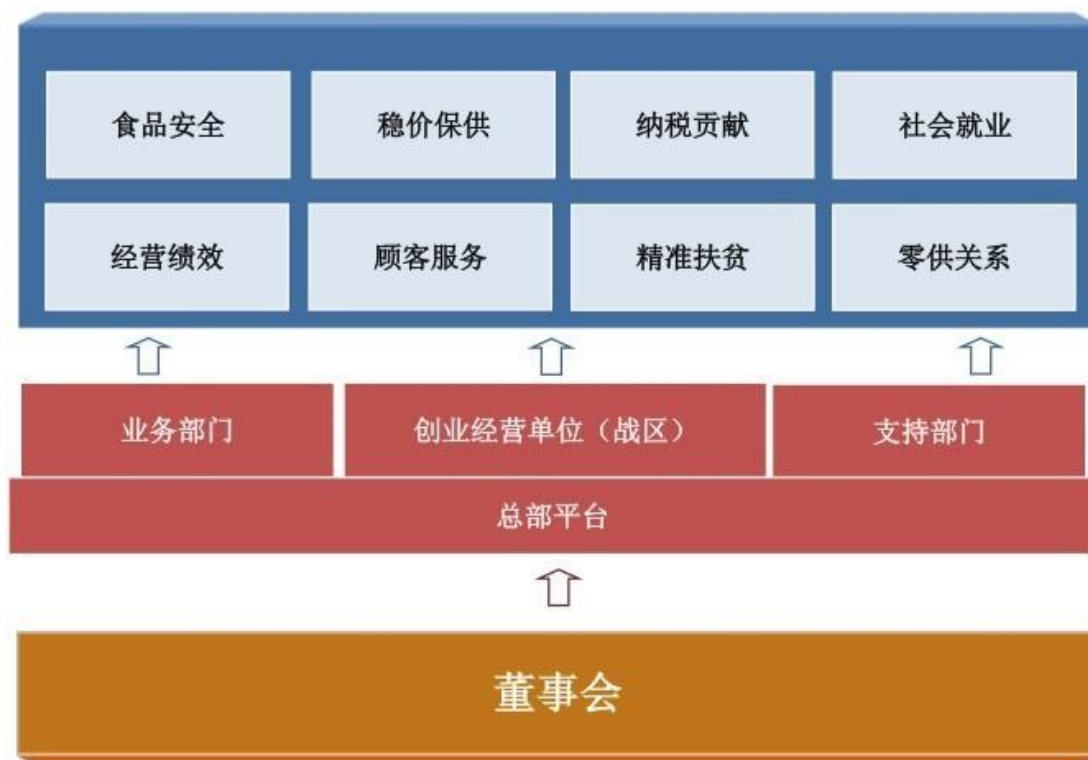 食品安全 稳价保供 纳税贡献 社会就业
经营绩效 顾客服务 精准扶贫 零供关系
业务部门 创业经营单位（战区） 支持部门
总部平台
董事会